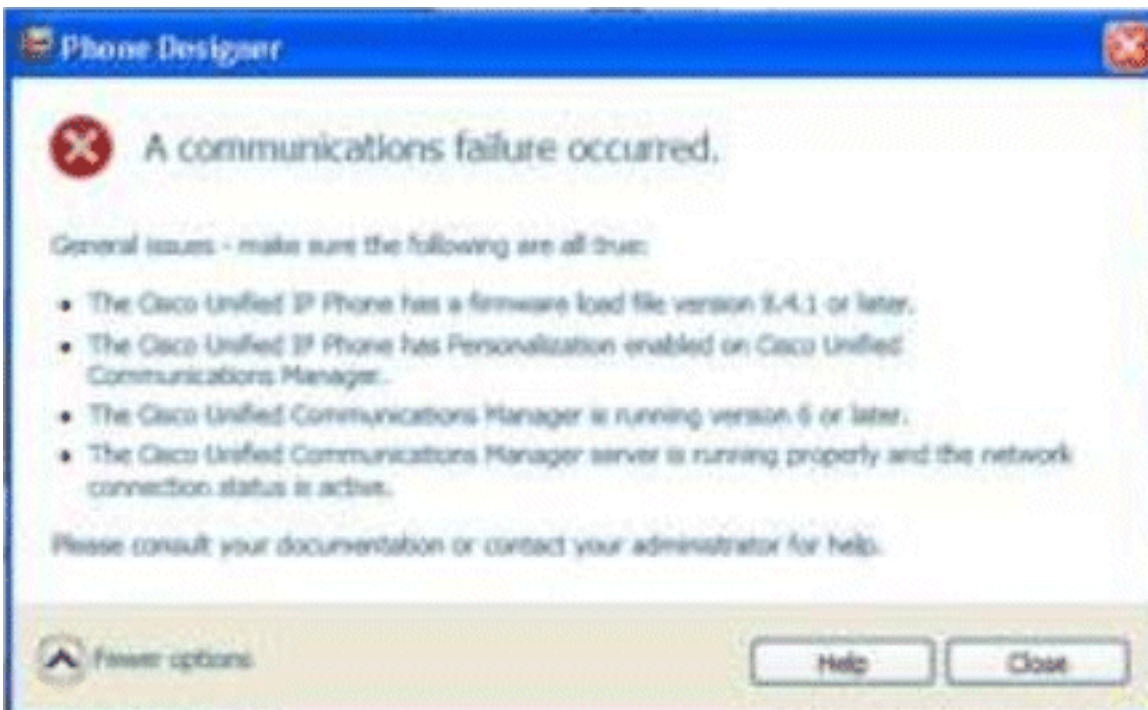 Phone Designer
A communications failure occurred.
General issues - make sure the following are all true:
• The Cisco Unified IP Phone has a firmware load file version 8.4.1 or later.
• The Cisco Unified IP Phone has Personalization enabled on Cisco Unified
Communications Manager.
• The Cisco Unified Communications Manager is running version 6 or later.
• The Cisco Unified Communications Manager server is running properly and the network
connection status is active.
Please consult your documentation or contact your administrator for help.
Fewer options
Help
Close